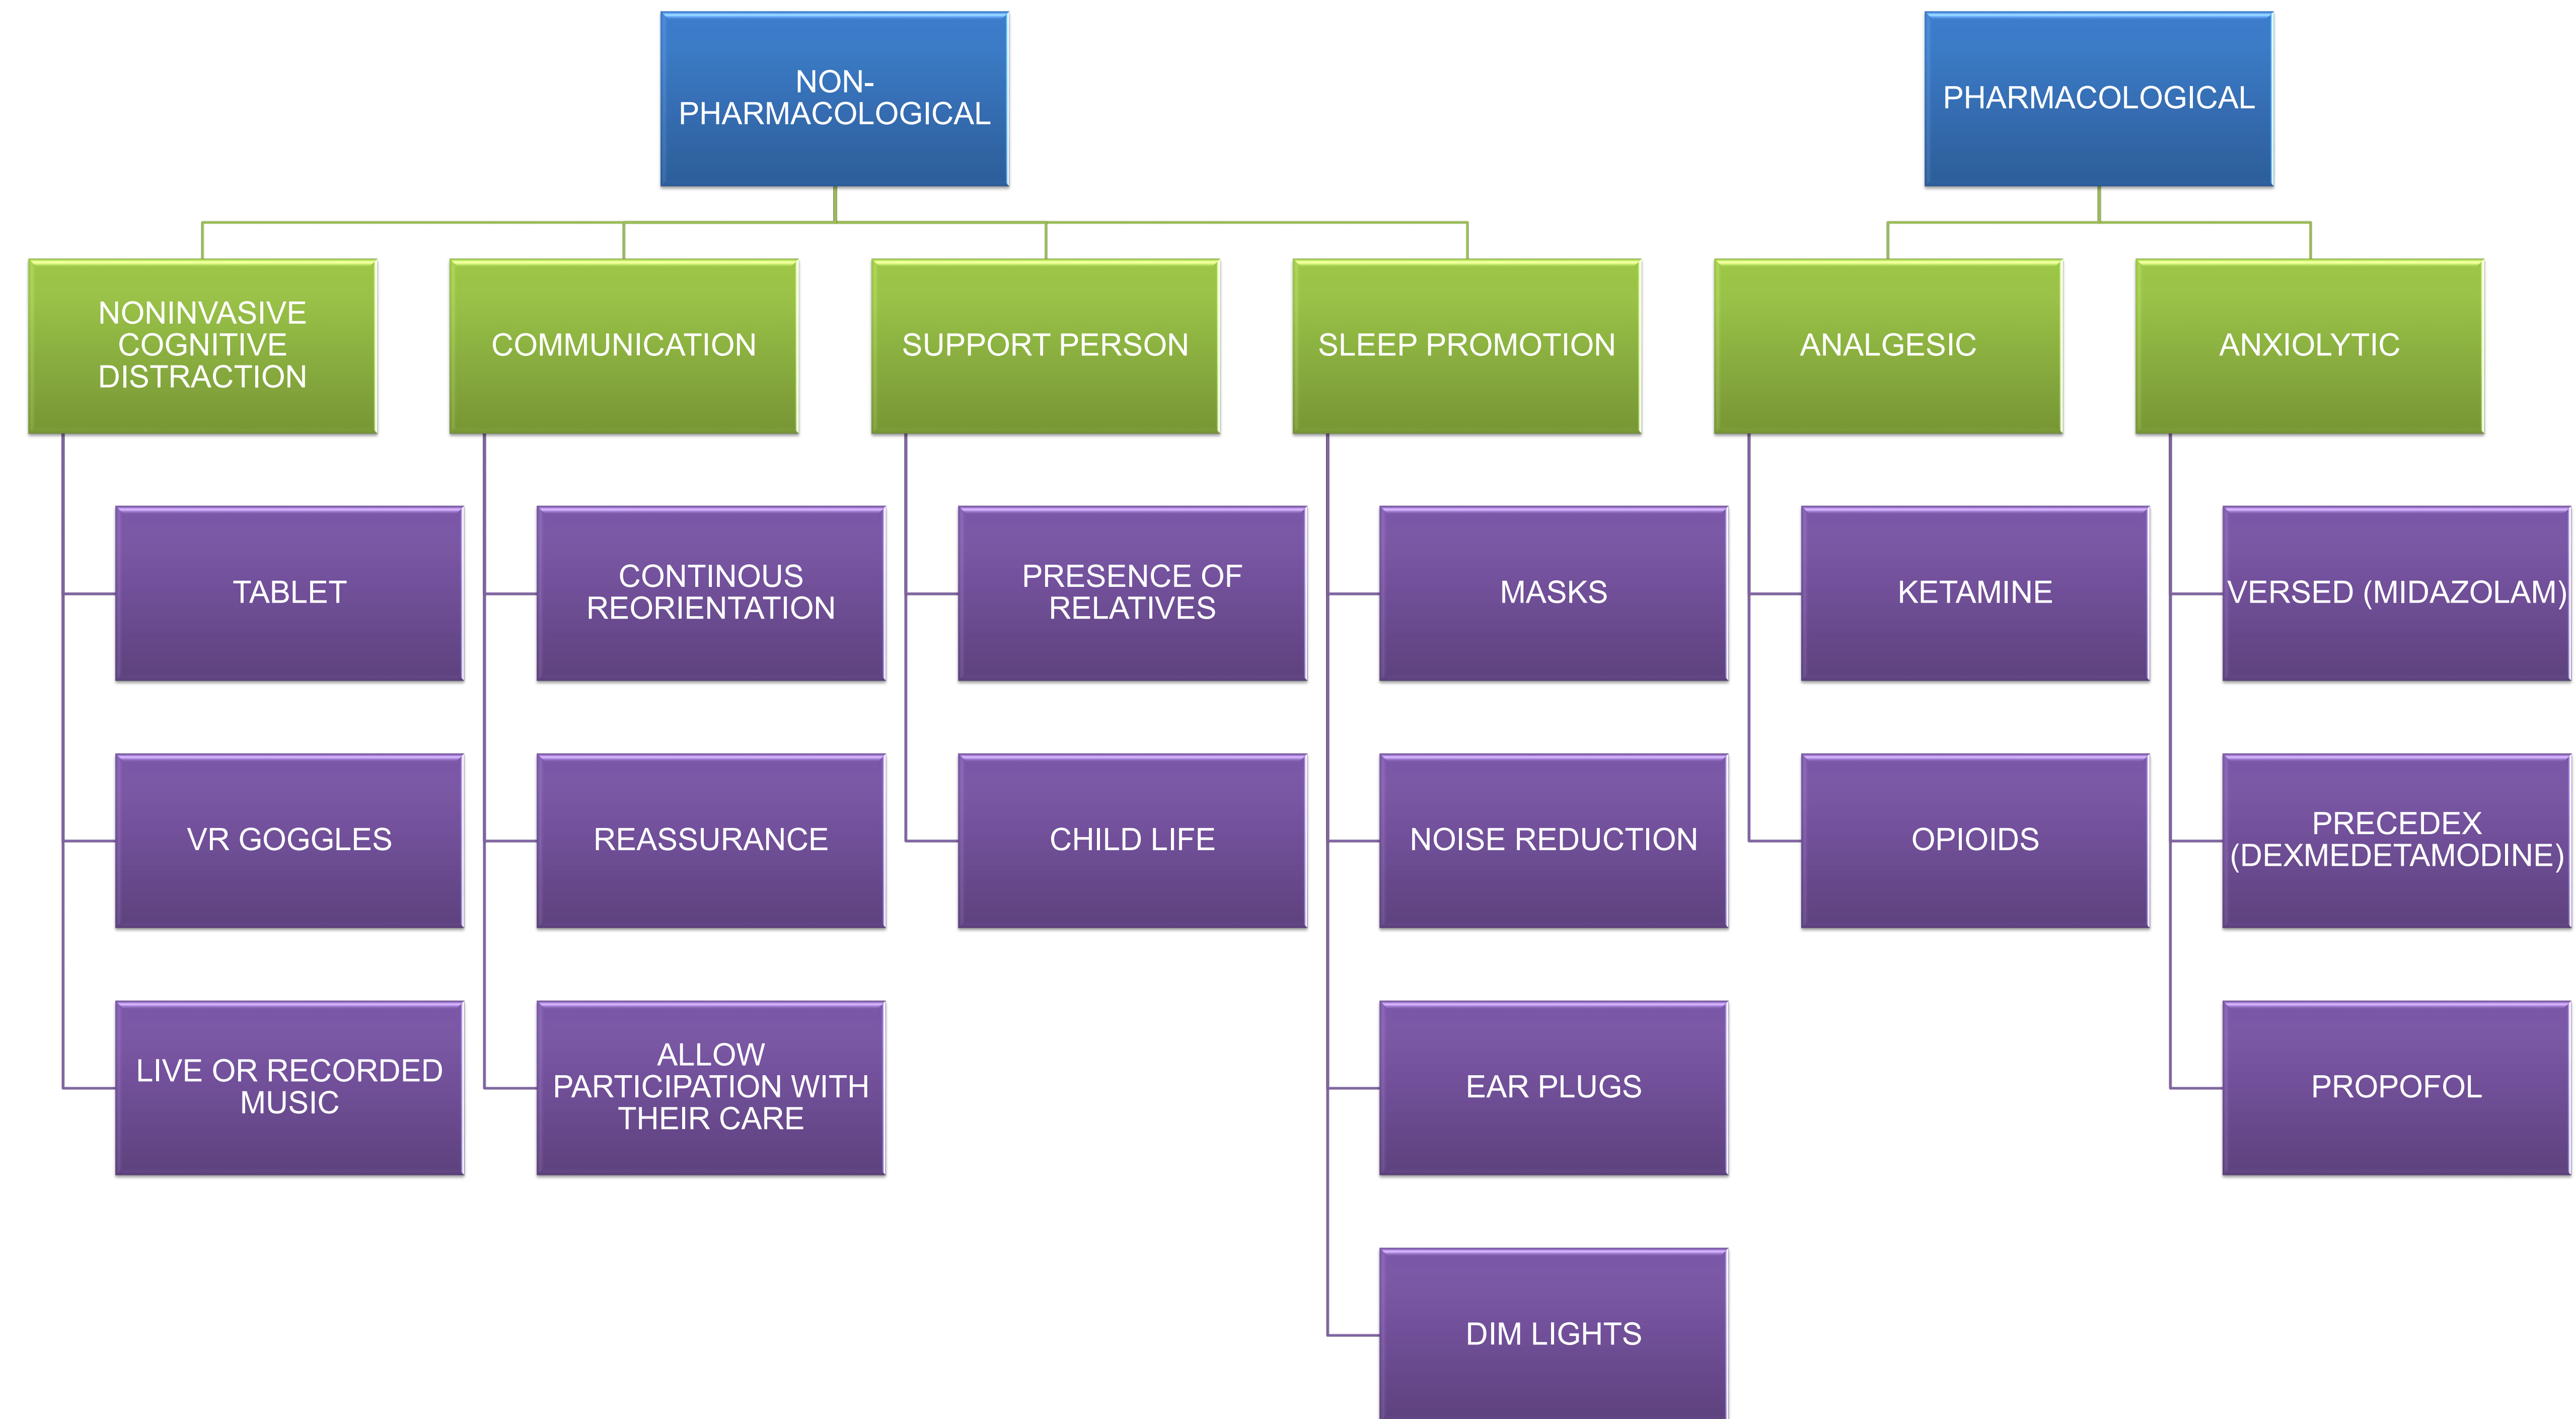 NON-
PHARMACOLOGICAL
PHARMACOLOGICAL
NONINVASIVE
COGNITIVE
DISTRACTION
COMMUNICATION
SUPPORT PERSON
SLEEP PROMOTION
ANALGESIC
ANXIOLYTIC
TABLET
CONTINOUS
REORIENTATION
PRESENCE OF
RELATIVES
MASKS
KETAMINE
VERSED (MIDAZOLAM)
VR GOGGLES
REASSURANCE
CHILD LIFE
NOISE REDUCTION
OPIOIDS
PRECEDEX
(DEXMEDETAMODINE)
LIVE OR RECORDED
MUSIC
ALLOW
PARTICIPATION WITH
THEIR CARE
EAR PLUGS
PROPOFOL
DIM LIGHTS